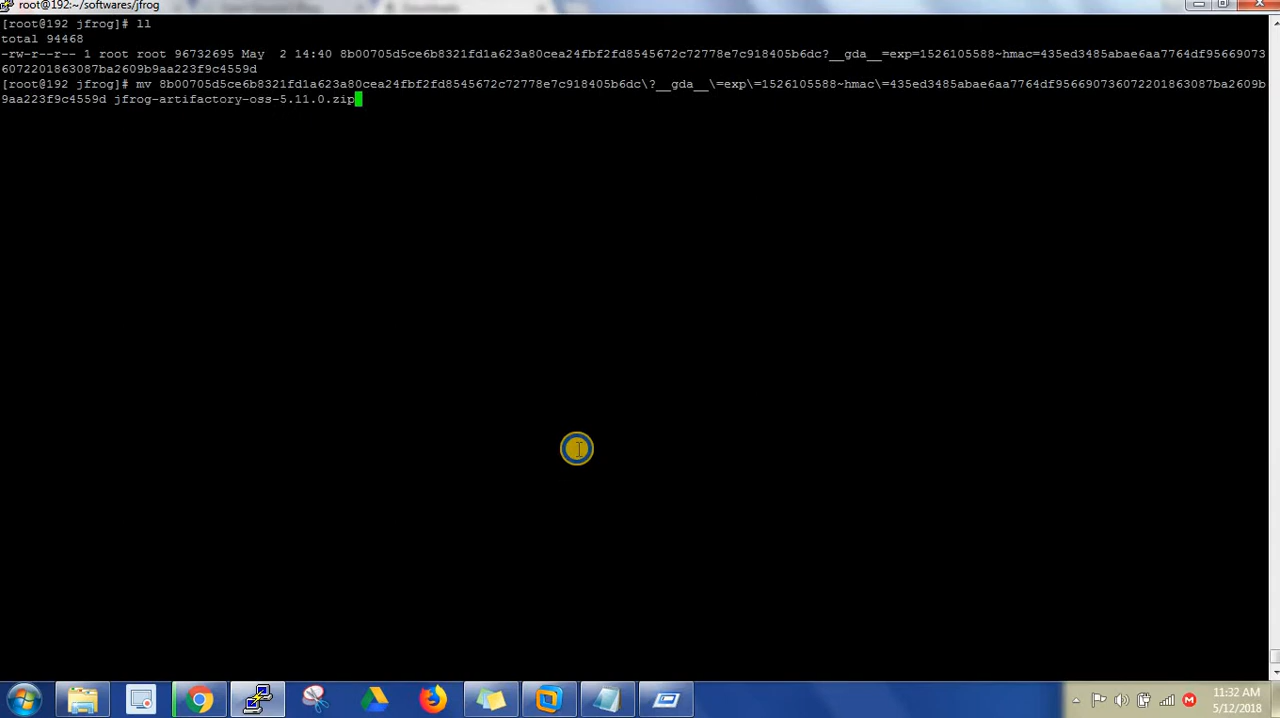 root@192:~/softwares/jfrog
[root@192 jfrog]# ll
total 94468
-rw-r--r-- 1 root root 96732695 May  2 14:40 8b00705d5ce6b8321fd1a623a80cea24fbf2fd8545672c72778e7c918405b6dc?__gda__=exp=1526105588~hmac=435ed3485abae6aa7764df95669073
6072201863087ba2609b9aa223f9c4559d
[root@192 jfrog]# mv 8b00705d5ce6b8321fd1a623a80cea24fbf2fd8545672c72778e7c918405b6dc\?__gda__\=exp\=1526105588~hmac\=435ed3485abae6aa7764df956690736072201863087ba2609b
9aa223f9c4559d jfrog-artifactory-oss-5.11.0.zip
11:32 AM
5/12/2018